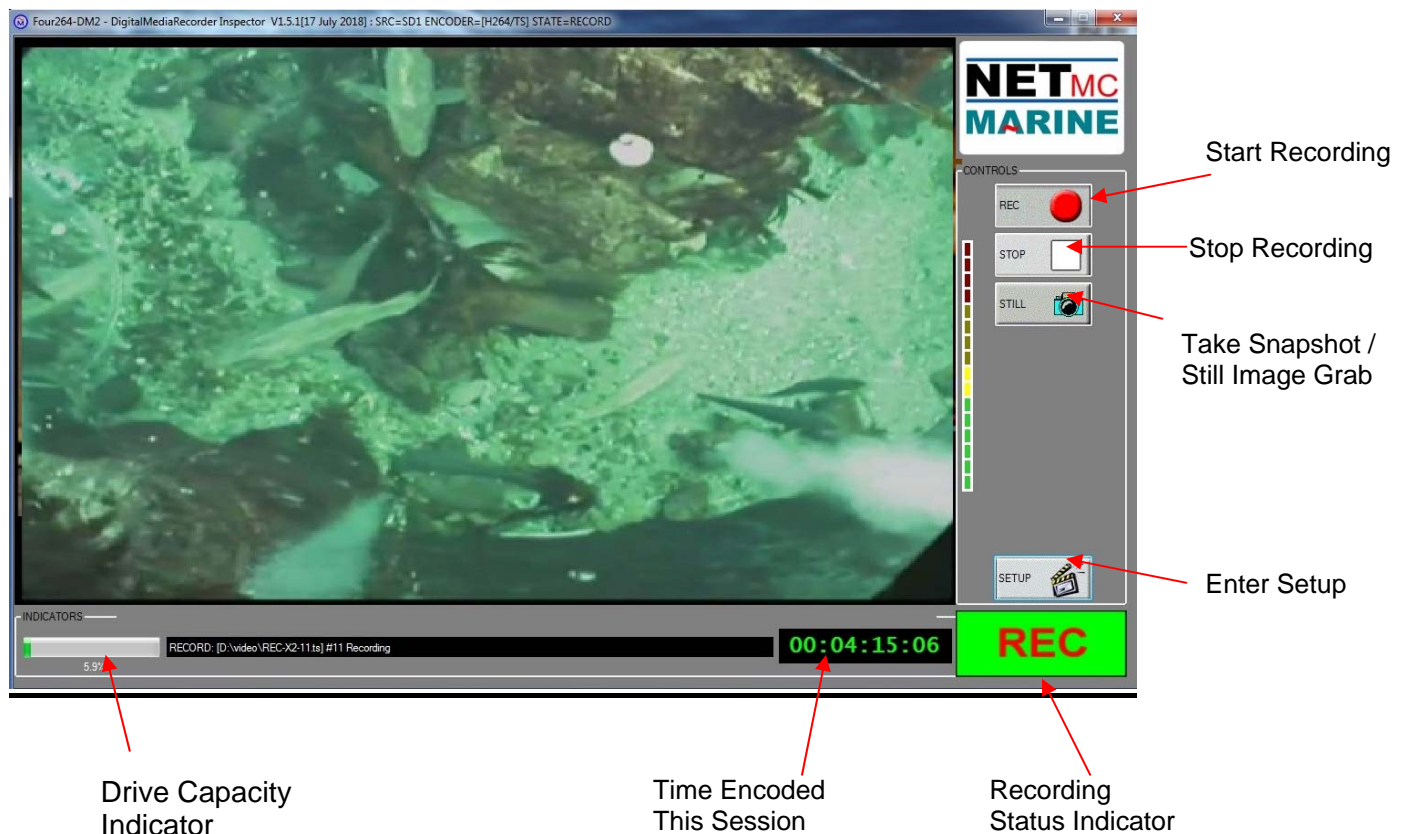 Four264-DM2 - DigitalMediaRecorder Inspector V1.5.1[17 July 2018] : SRC=SD1 ENCODER=[H264/TS] STATE=RECORD
NETMC
MARINE
Start Recording
CONTROLS
REC
STOP
Stop Recording
STILL
Take Snapshot /
Still Image Grab
SETUP
Enter Setup
INDICATORS
RECORD: [D:\video\REC-X2-11.ts] #11 Recording
00:04:15:06
REC
5.9%
Drive Capacity
Indicator
Time Encoded
This Session
Recording
Status Indicator